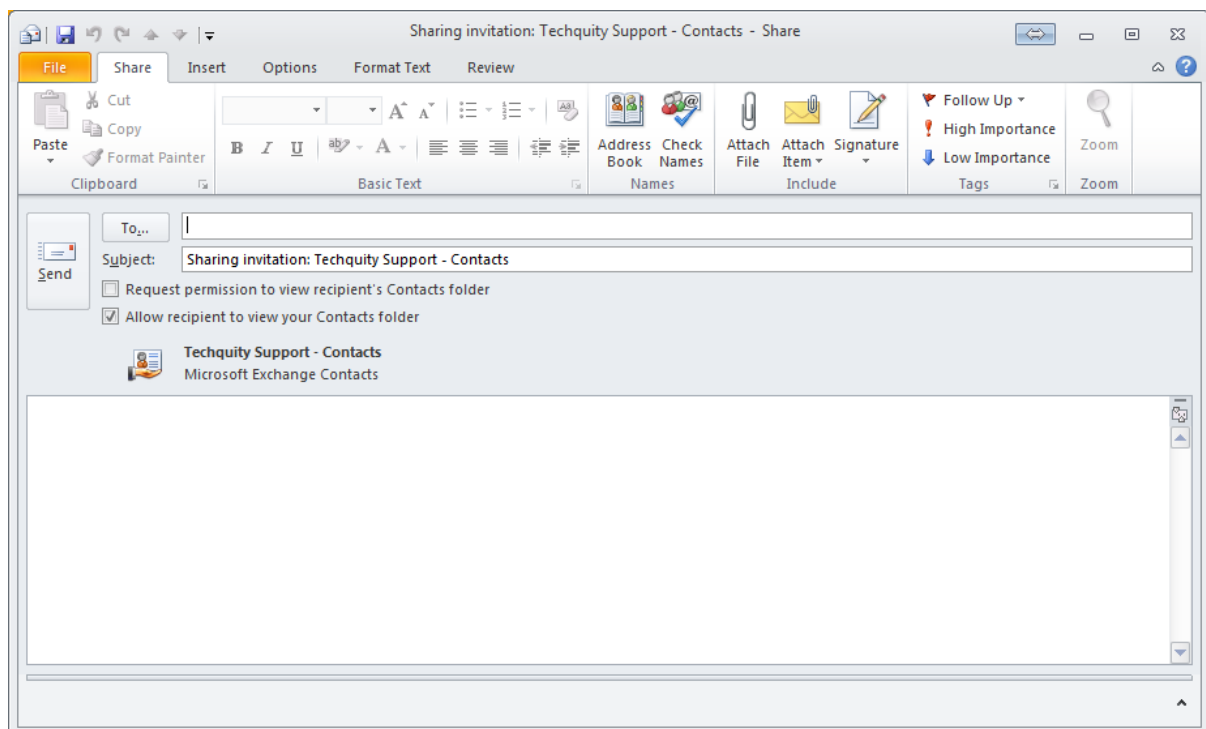 Sharing invitation: Techquity Support - Contacts - Share
File Share Insert Options Format Text Review
Paste
Cut
Copy
Format Painter
Clipboard
B I U
Basic Text
Address Book
Check Names
Names
Attach File
Attach Item
Signature
Include
Follow Up
High Importance
Low Importance
Tags
Zoom
Zoom
Send
To...
Subject: Sharing invitation: Techquity Support - Contacts
Request permission to view recipient's Contacts folder
Allow recipient to view your Contacts folder
Techquity Support - Contacts
Microsoft Exchange Contacts